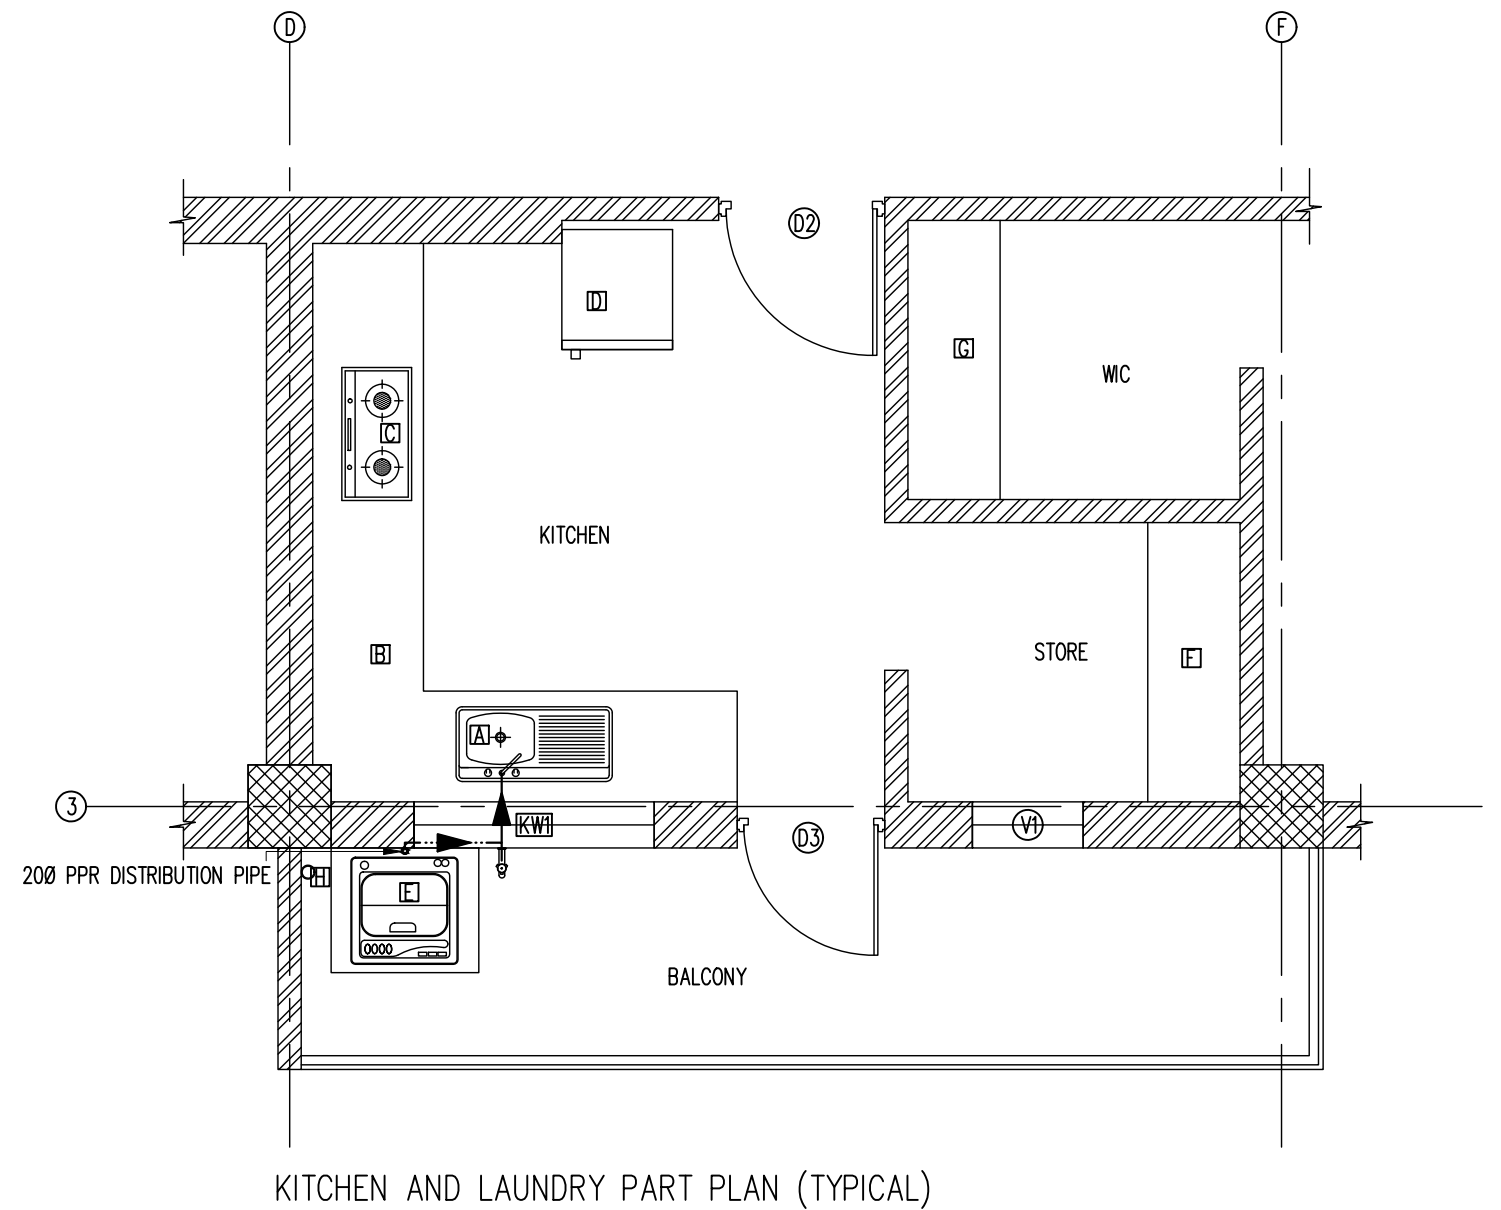 D
F
D2
D
G
WIC
C
KITCHEN
STORE
B
F
A
3
KW1
V1
D3
20Ø PPR DISTRIBUTION PIPE
H
E
BALCONY
KITCHEN AND LAUNDRY PART PLAN (TYPICAL)